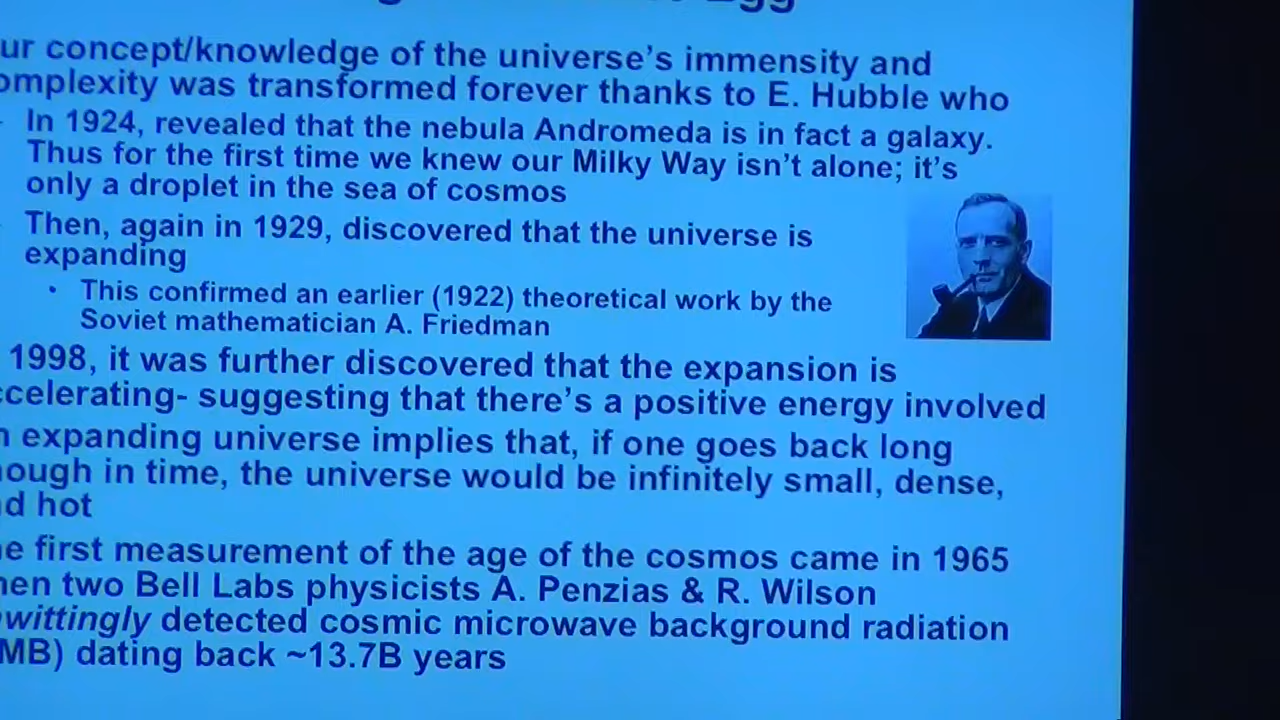 Egg
ur concept/knowledge of the universe's immensity and
omplexity was transformed forever thanks to E. Hubble who
- In 1924, revealed that the nebula Andromeda is in fact a galaxy.
Thus for the first time we knew our Milky Way isn't alone; it's
only a droplet in the sea of cosmos
- Then, again in 1929, discovered that the universe is
expanding
• This confirmed an earlier (1922) theoretical work by the
Soviet mathematician A. Friedman
1998, it was further discovered that the expansion is
ccelerating- suggesting that there's a positive energy involved
n expanding universe implies that, if one goes back long
nough in time, the universe would be infinitely small, dense,
nd hot
he first measurement of the age of the cosmos came in 1965
hen two Bell Labs physicists A. Penzias & R. Wilson
wittingly detected cosmic microwave background radiation
MB) dating back ~13.7B years